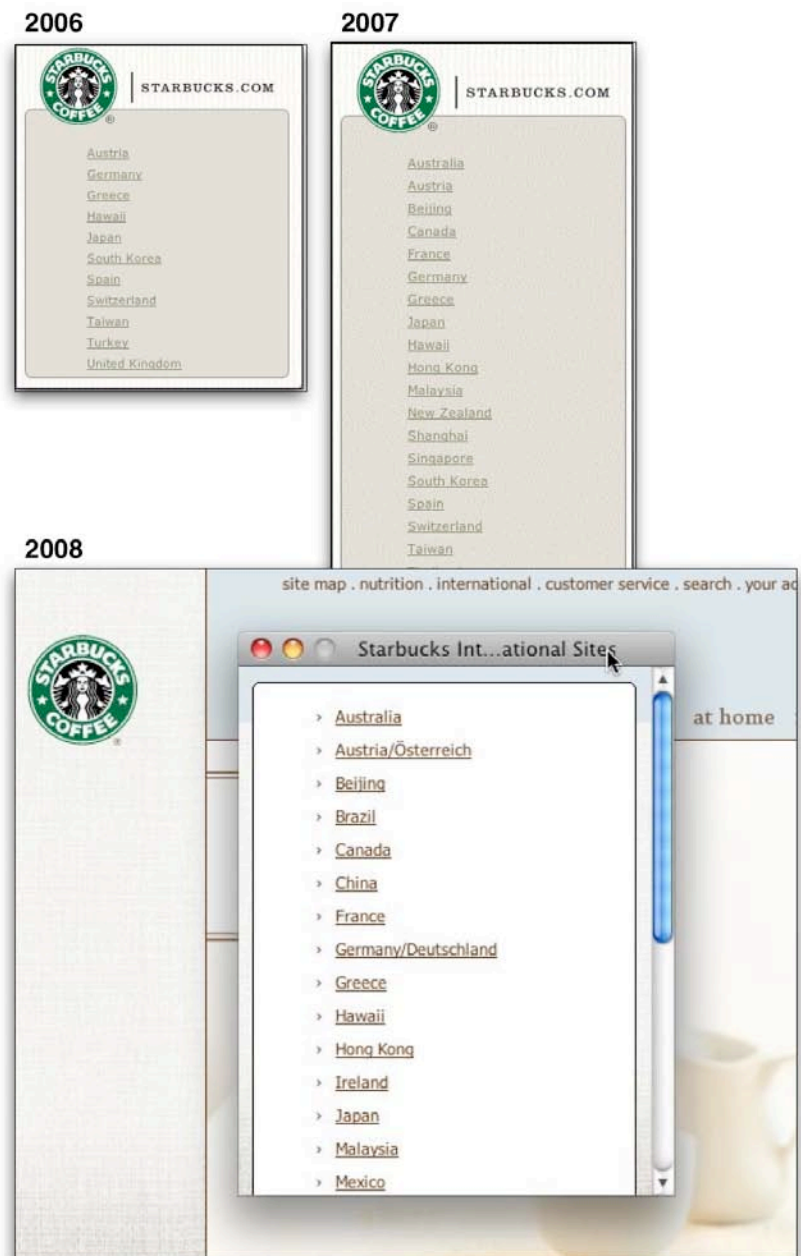 2006
STARBUCKS
COFFEE
®
STARBUCKS.COM
Austria
Germany
Greece
Hawaii
Japan
South Korea
Spain
Switzerland
Taiwan
Turkey
United Kingdom
2007
STARBUCKS
COFFEE
®
STARBUCKS.COM
Australia
Austria
Beijing
Canada
France
Germany
Greece
Japan
Hawaii
Hong Kong
Malaysia
New Zealand
Shanghai
Singapore
South Korea
Spain
Switzerland
Taiwan
2008
site map . nutrition . international . customer service . search . your
STARBUCKS
COFFEE
®
Starbucks Int...ational Sites
at home
› Australia
› Austria/Österreich
› Beijing
› Brazil
› Canada
› China
› France
› Germany/Deutschland
› Greece
› Hawaii
› Hong Kong
› Ireland
› Japan
› Malaysia
› Mexico